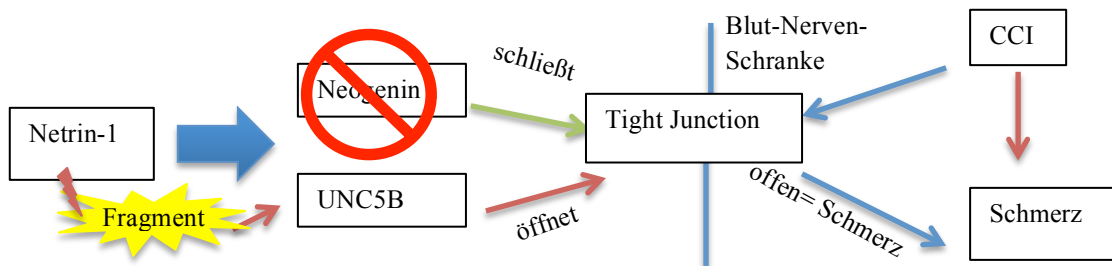 Netrin-1
Fragment
Neogenin
UNC5B
schließt
öffnet
Tight Junction
Blut-Nerven-
Schranke
offen= Schmerz
CCI
Schmerz